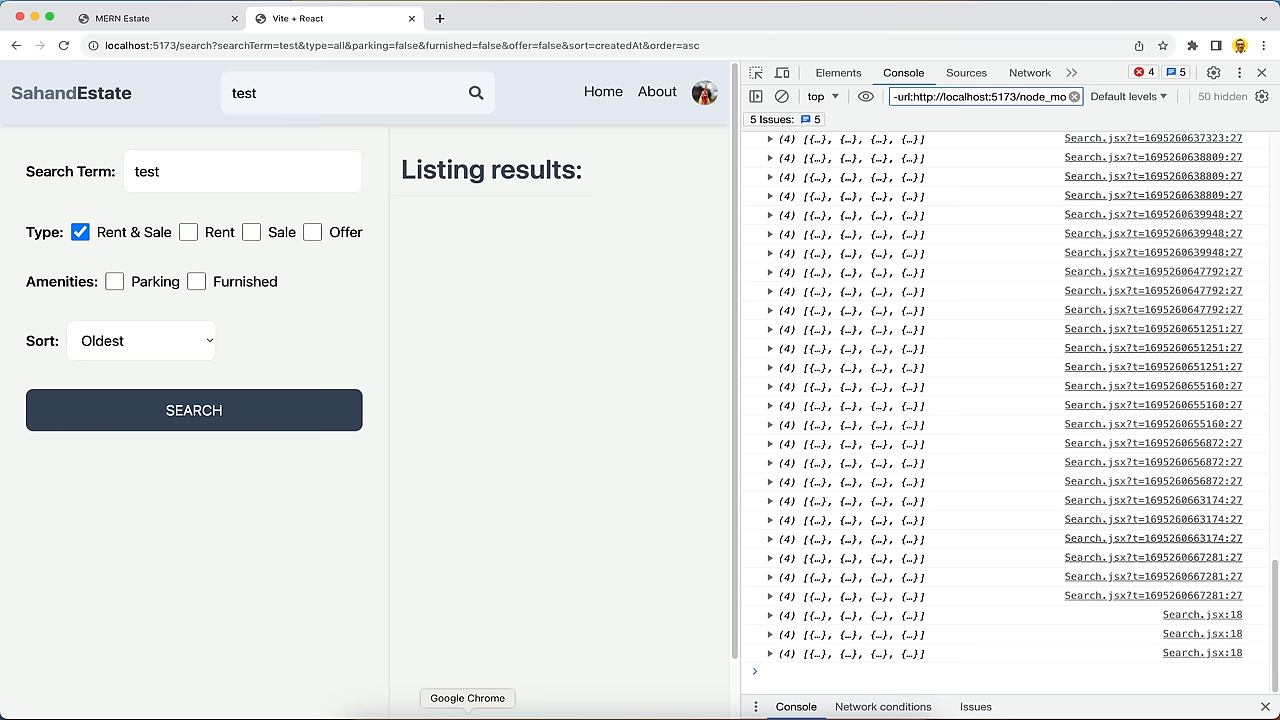 MERN Estate
Vite + React
localhost:5173/search?searchTerm=test&type=all&parking=false&furnished=false&offer=false&sort=createdAt&order=asc
SahandEstate
test
Home
About
Search Term:
test
Type:
Rent & Sale
Rent
Sale
Offer
Amenities:
Parking
Furnished
Sort:
Oldest
SEARCH
Listing results:
Google Chrome
Elements
Console
Sources
Network
4
5
top
-url:http://localhost:5173/node_mo
Default levels
50 hidden
5 Issues:
5
(4) [{…}, {…}, {…}, {…}] Search.jsx?t=1695260637323:27
(4) [{…}, {…}, {…}, {…}] Search.jsx?t=1695260638809:27
(4) [{…}, {…}, {…}, {…}] Search.jsx?t=1695260638809:27
(4) [{…}, {…}, {…}, {…}] Search.jsx?t=1695260638809:27
(4) [{…}, {…}, {…}, {…}] Search.jsx?t=1695260639948:27
(4) [{…}, {…}, {…}, {…}] Search.jsx?t=1695260639948:27
(4) [{…}, {…}, {…}, {…}] Search.jsx?t=1695260639948:27
(4) [{…}, {…}, {…}, {…}] Search.jsx?t=1695260647792:27
(4) [{…}, {…}, {…}, {…}] Search.jsx?t=1695260647792:27
(4) [{…}, {…}, {…}, {…}] Search.jsx?t=1695260647792:27
(4) [{…}, {…}, {…}, {…}] Search.jsx?t=1695260651251:27
(4) [{…}, {…}, {…}, {…}] Search.jsx?t=1695260651251:27
(4) [{…}, {…}, {…}, {…}] Search.jsx?t=1695260651251:27
(4) [{…}, {…}, {…}, {…}] Search.jsx?t=1695260655160:27
(4) [{…}, {…}, {…}, {…}] Search.jsx?t=1695260655160:27
(4) [{…}, {…}, {…}, {…}] Search.jsx?t=1695260655160:27
(4) [{…}, {…}, {…}, {…}] Search.jsx?t=1695260656872:27
(4) [{…}, {…}, {…}, {…}] Search.jsx?t=1695260656872:27
(4) [{…}, {…}, {…}, {…}] Search.jsx?t=1695260656872:27
(4) [{…}, {…}, {…}, {…}] Search.jsx?t=1695260663174:27
(4) [{…}, {…}, {…}, {…}] Search.jsx?t=1695260663174:27
(4) [{…}, {…}, {…}, {…}] Search.jsx?t=1695260663174:27
(4) [{…}, {…}, {…}, {…}] Search.jsx?t=1695260667281:27
(4) [{…}, {…}, {…}, {…}] Search.jsx?t=1695260667281:27
(4) [{…}, {…}, {…}, {…}] Search.jsx?t=1695260667281:27
(4) [{…}, {…}, {…}, {…}] Search.jsx:18
(4) [{…}, {…}, {…}, {…}] Search.jsx:18
(4) [{…}, {…}, {…}, {…}] Search.jsx:18
Console
Network conditions
Issues